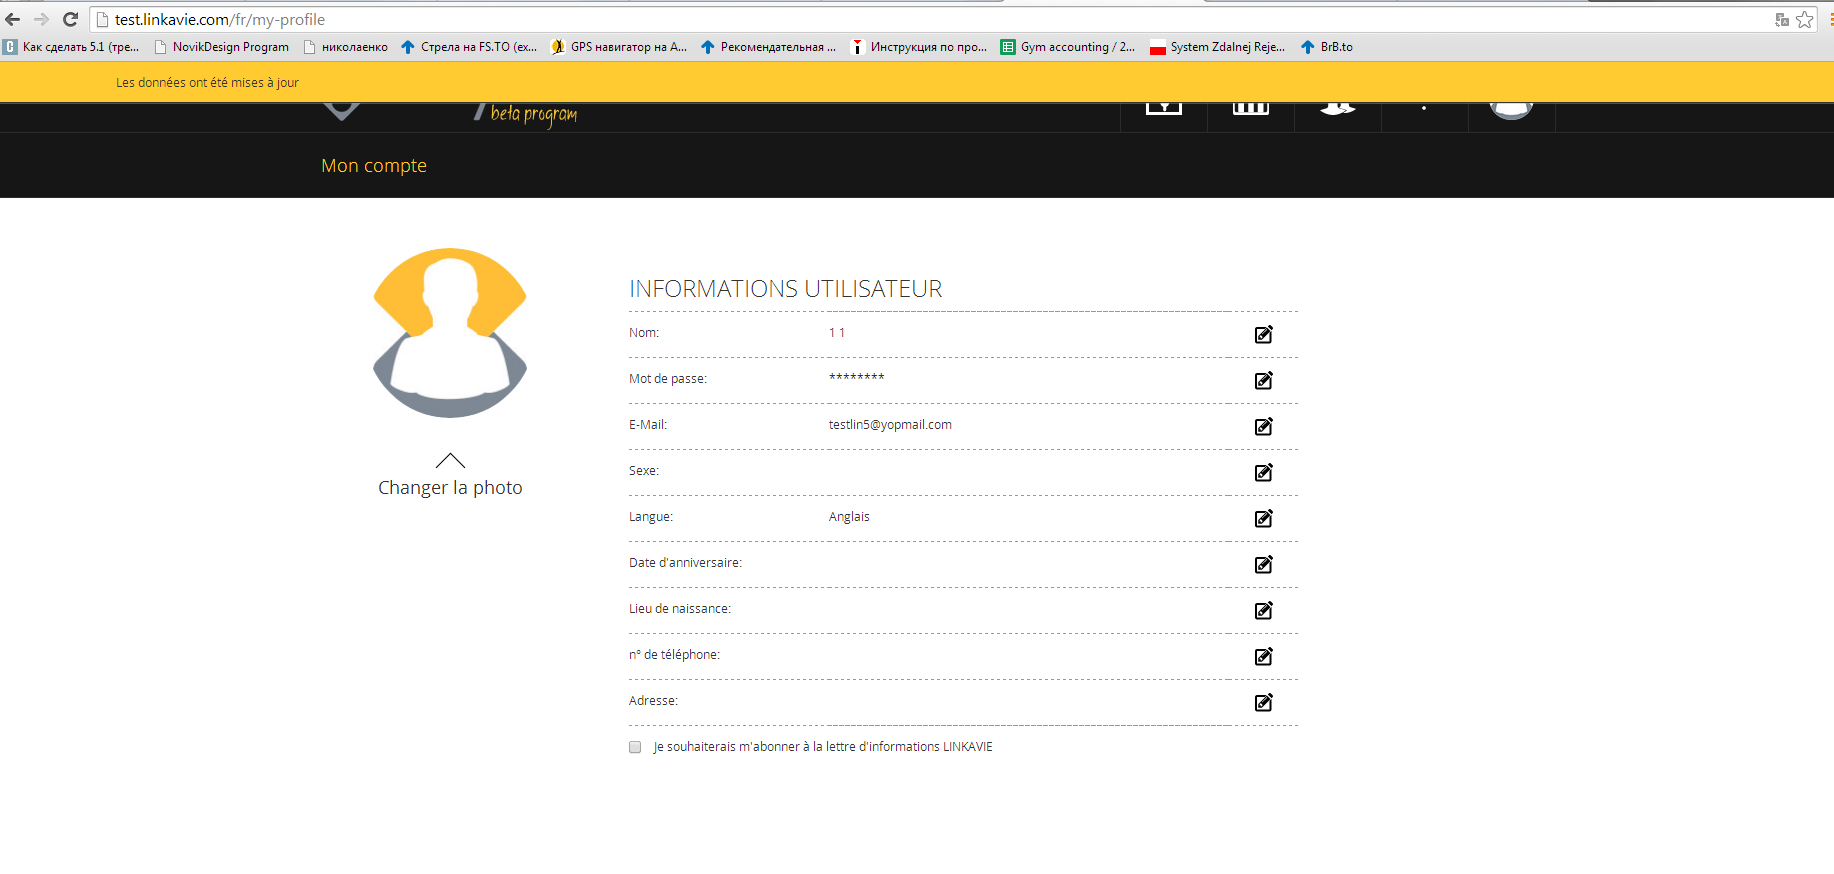 test.linkavie.com/fr/my-profile
Как сделать 5.1 (тре... NovikDesign Program николаенко Стрела на FS.TO (ex... GPS навигатор на А... Рекомендательная ... Инструкция по про... Gym accounting / 2... System Zdalnej Reje... BrB.to
Les données ont été mises à jour
beta program
Mon compte
INFORMATIONS UTILISATEUR
Nom: 1 1
Mot de passe: ********
E-Mail: testlin5@yopmail.com
Sexe:
Langue: Anglais
Date d'anniversaire:
Lieu de naissance:
n° de téléphone:
Adresse:
Je souhaiterais m'abonner à la lettre d'informations LINKAVIE
Changer la photo